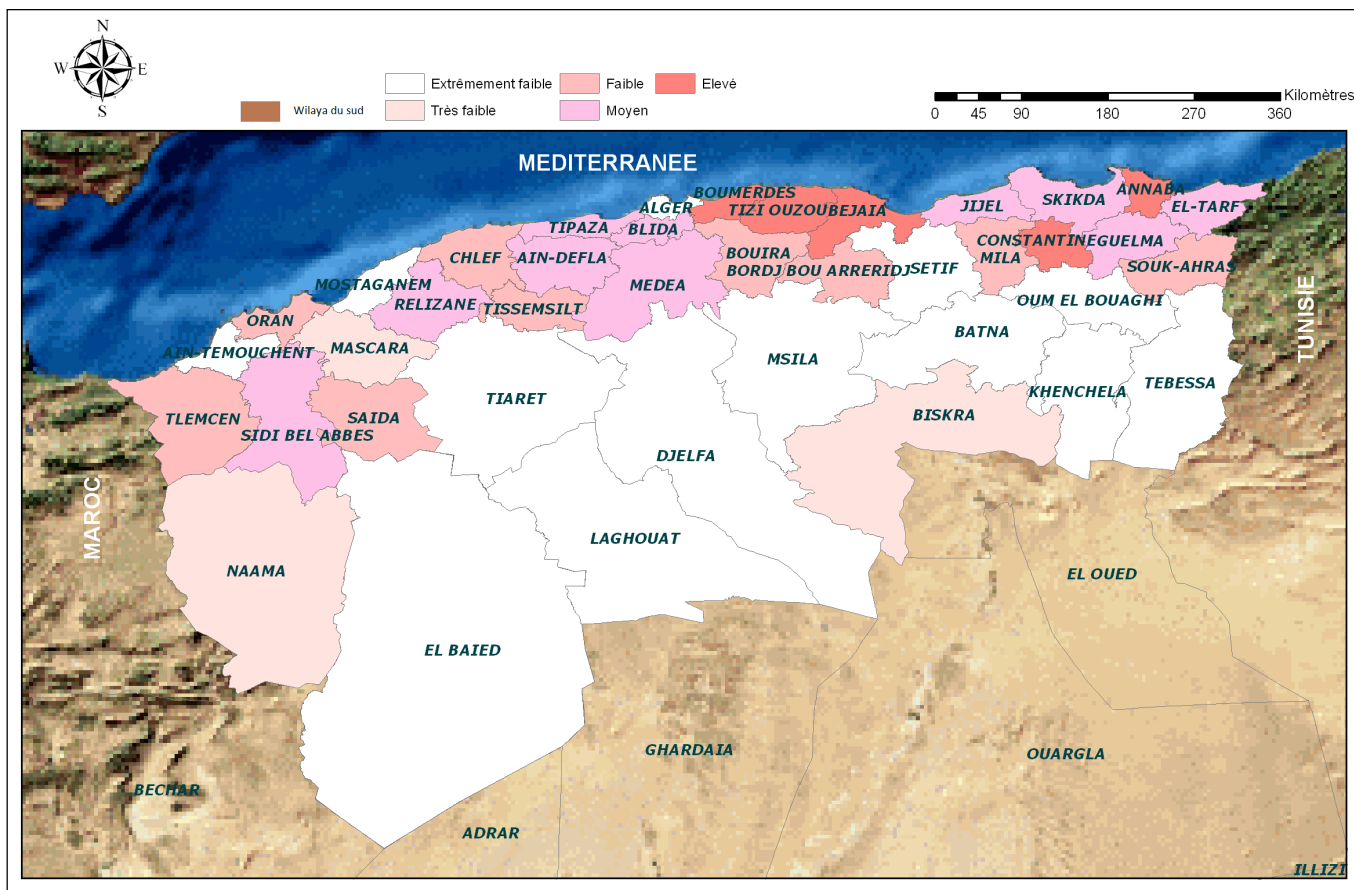 N
W
E
S
Extrêmement faible
Faible
Elevé
Wilaya du sud
Très faible
Moyen
Kilomètres
0 45 90 180 270 360
MEDITERRANEE
BOUMERDES
ANNABA
ALGER
TIZI OUZOU
BEJAIA
JIJEL
SKIKDA
EL-TARF
TIPAZA
BLIDA
CONSTANTINE
GUELMA
CHLEF
AIN-DEFLA
BOUIRA
MILA
SOUK-AHRAS
BORDJ BOU ARRERIDJ
SETIF
MOSTAGANEM
MEDEA
RELIZANE
TISSEMSILT
OUM EL BOUAGHI
ORAN
BATNA
AIN-TEMOUCHENT
MASCARA
MSILA
TUNISIE
TEBESSA
KHENCHELA
TIARET
TLEMCEN
SAIDA
BISKRA
SIDI BEL ABBES
DJELFA
MAROC
LAGHOUAT
NAAMA
EL OUED
EL BAIED
GHARDAIA
OUARGLA
BECHAR
ADRAR
ILLIZI